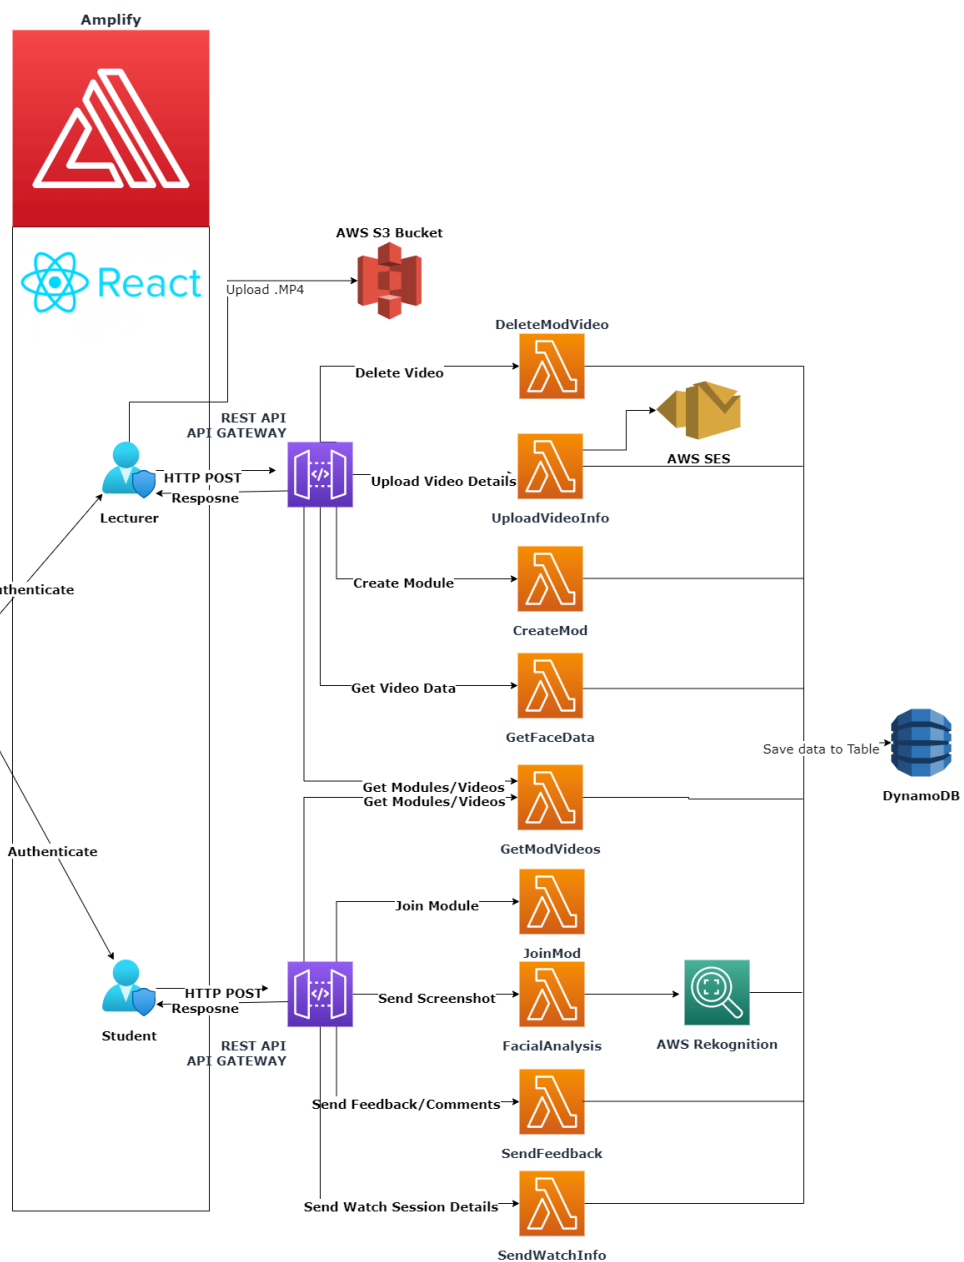 Amplify
React
AWS S3 Bucket
Upload .MP4
DeleteModVideo
Delete Video
REST API
API GATEWAY
AWS SES
HTTP POST
Resposne
Upload Video Details
Lecturer
UploadVideoInfo
uthenticate
Create Module
CreateMod
Get Video Data
GetFaceData
Save data to Table
Get Modules/Videos
Get Modules/Videos
DynamoDB
GetModVideos
Authenticate
Join Module
JoinMod
HTTP POST
Resposne
Send Screenshot
Student
REST API
API GATEWAY
FacialAnalysis
AWS Rekognition
Send Feedback/Comments
SendFeedback
Send Watch Session Details
SendWatchInfo